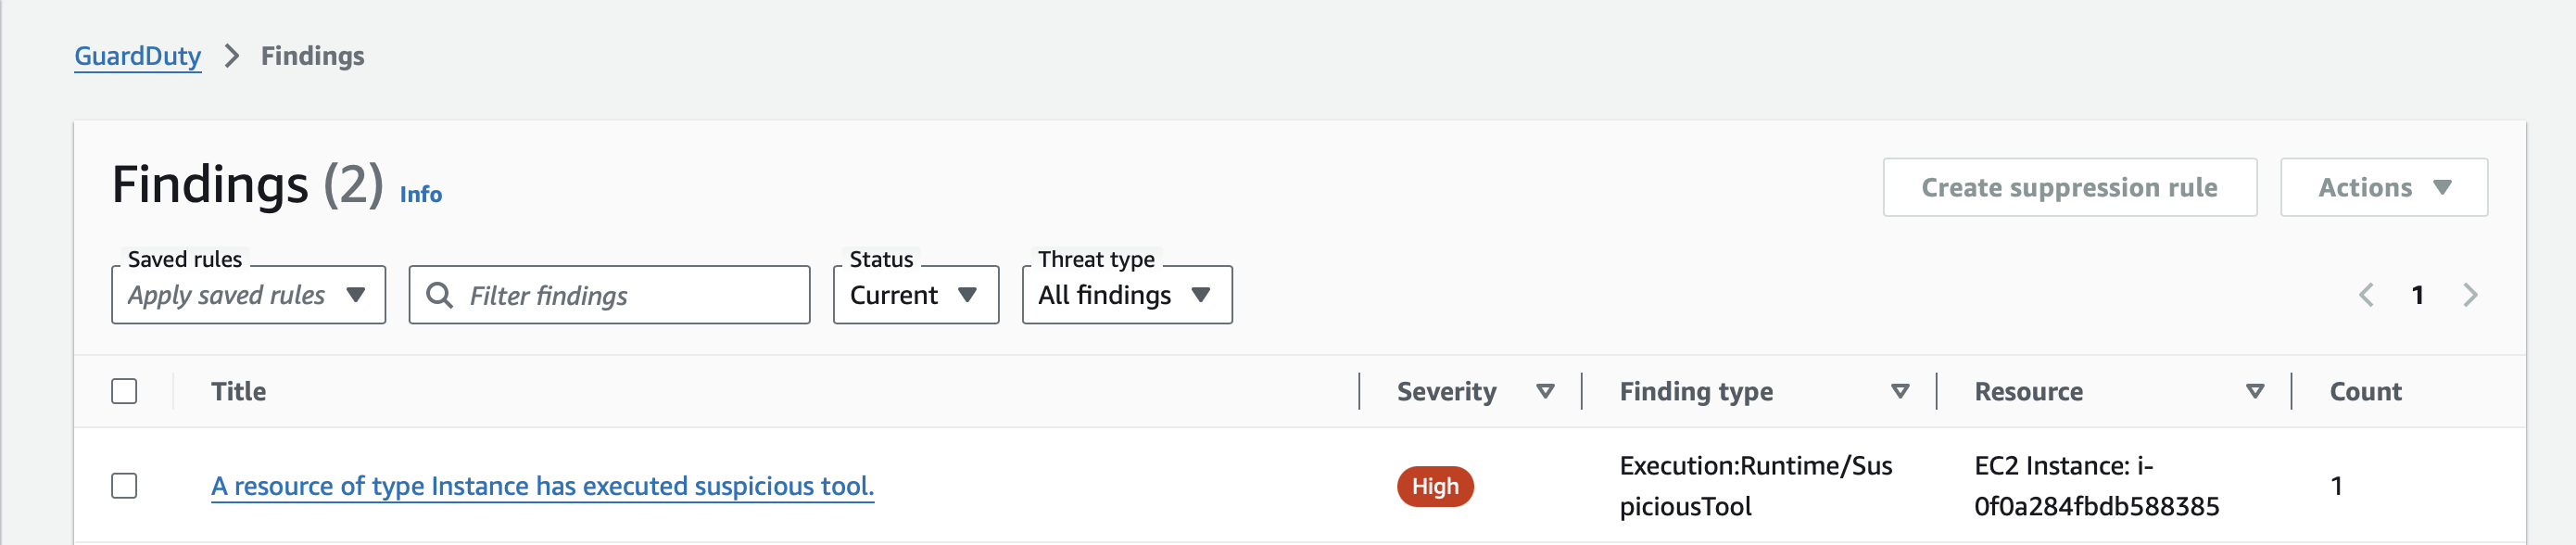 GuardDuty > Findings
Findings (2) Info
Create suppression rule
Actions
Saved rules
Apply saved rules
Filter findings
Status
Current
Threat type
All findings
1
Title
Severity
Finding type
Resource
Count
A resource of type Instance has executed suspicious tool.
High
Execution:Runtime/Sus
piciousTool
EC2 Instance: i-
0f0a284fbdb588385
1